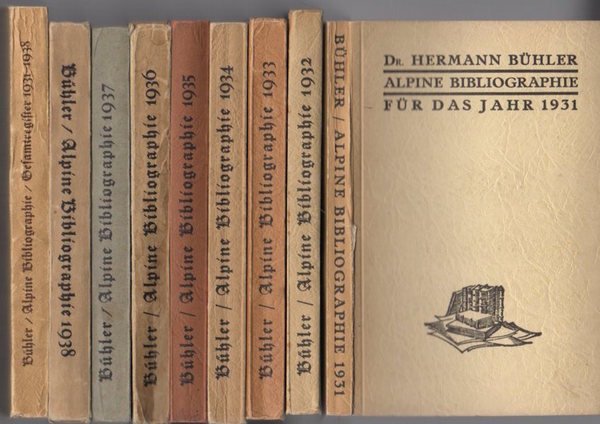 Bühler / Alpine Bibliographie / Gesamtregister 1931–1938
Bühler / Alpine Bibliographie 1938
Bühler / Alpine Bibliographie 1937
Bühler / Alpine Bibliographie 1936
Bühler / Alpine Bibliographie 1935
Bühler / Alpine Bibliographie 1934
Bühler / Alpine Bibliographie 1933
Bühler / Alpine Bibliographie 1932
BÜHLER / ALPINE BIBLIOGRAPHIE 1931
DR. HERMANN BÜHLER
ALPINE BIBLIOGRAPHIE
FÜR DAS JAHR 1931